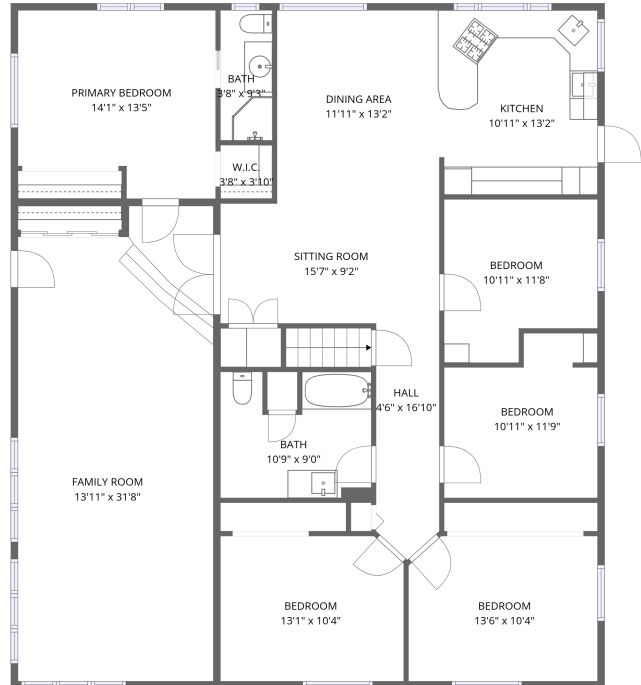 PRIMARY BEDROOM
14'1" x 13'5"
BATH
3'8" x 9'3"
W.I.C.
3'8" x 3'10"
DINING AREA
11'11" x 13'2"
KITCHEN
10'11" x 13'2"
SITTING ROOM
15'7" x 9'2"
BEDROOM
10'11" x 11'8"
HALL
4'6" x 16'10"
BEDROOM
10'11" x 11'9"
BATH
10'9" x 9'0"
FAMILY ROOM
13'11" x 31'8"
BEDROOM
13'1" x 10'4"
BEDROOM
13'6" x 10'4"